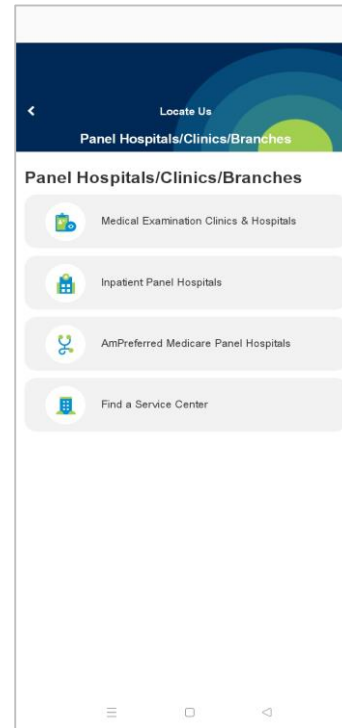 Locate Us
Panel Hospitals/Clinics/Branches
Panel Hospitals/Clinics/Branches
Medical Examination Clinics & Hospitals
Inpatient Panel Hospitals
AmPreferred Medicare Panel Hospitals
Find a Service Center